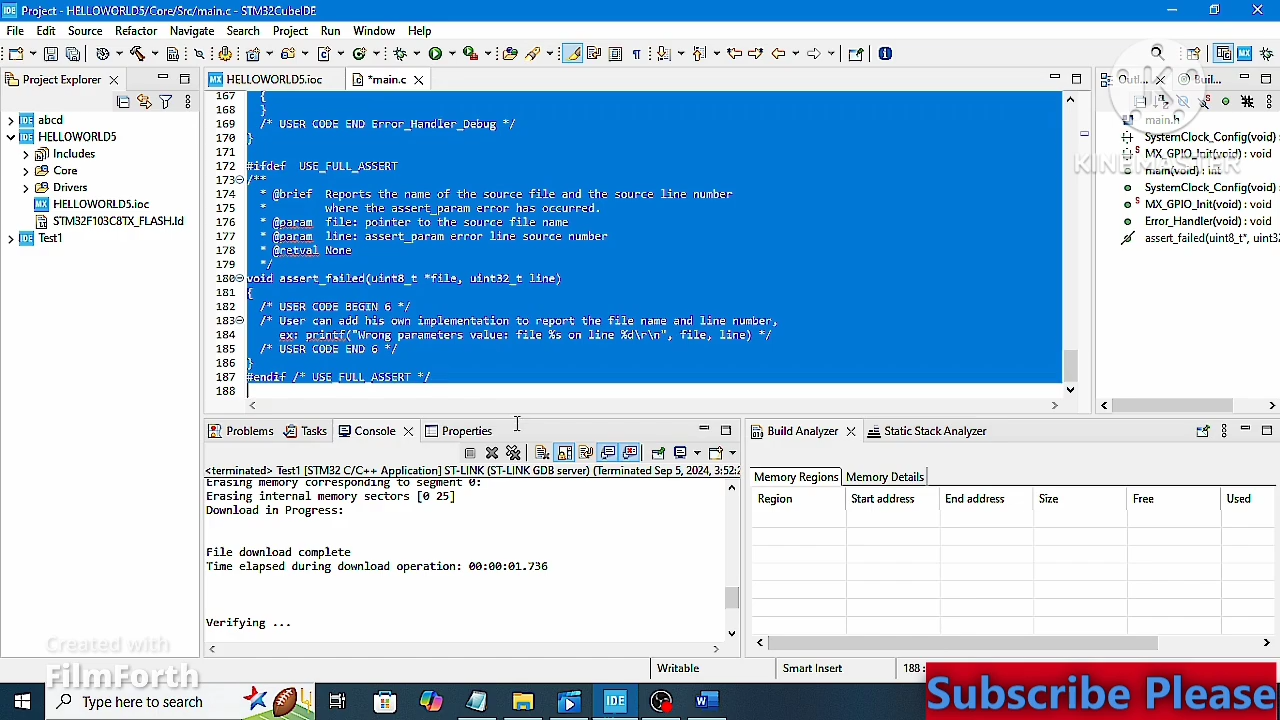 IDE Project - HELLOWORLD5/Core/Src/main.c - STM32CubeIDE
File Edit Source Refactor Navigate Search Project Run Window Help
Project Explorer
MX HELLOWORLD5.ioc
*main.c
Buil...
abcd
HELLOWORLD5
Includes
Core
Drivers
HELLOWORLD5.ioc
STM32F103C8TX_FLASH.ld
Test1
167 {
168 }
169 /* USER CODE END Error_Handler_Debug */
170 }
171
172 #ifdef USE_FULL_ASSERT
173 /**
174 * @brief Reports the name of the source file and the source line number
175 * where the assert_param error has occurred.
176 * @param file: pointer to the source file name
177 * @param line: assert_param error line source number
178 * @retval None
179 */
180 void assert_failed(uint8_t *file, uint32_t line)
181 {
182 /* USER CODE BEGIN 6 */
183 /* User can add his own implementation to report the file name and line number,
184 ex: printf("Wrong parameters value: file %s on line %d\r\n", file, line) */
185 /* USER CODE END 6 */
186 }
187 #endif /* USE_FULL_ASSERT */
188
main.h
SystemClock_Config(void)
MX_GPIO_Init(void) : void
main(void) : int
SystemClock_Config(void)
MX_GPIO_Init(void) : void
Error_Handler(void) : void
assert_failed(uint8_t*, uint32
KINEMASTER
Problems Tasks Console Properties
<terminated> Test1 [STM32 C/C++ Application] ST-LINK (ST-LINK GDB server) (Terminated Sep 5, 2024, 3:52:2
Erasing memory corresponding to segment 0:
Erasing internal memory sectors [0 25]
Download in Progress:
File download complete
Time elapsed during download operation: 00:00:01.736
Verifying ...
Build Analyzer Static Stack Analyzer
Memory Regions Memory Details
Region Start address End address Size Free Used
Writable Smart Insert 188 :
Created with
FilmForth
Type here to search
IDE
Subscribe Please